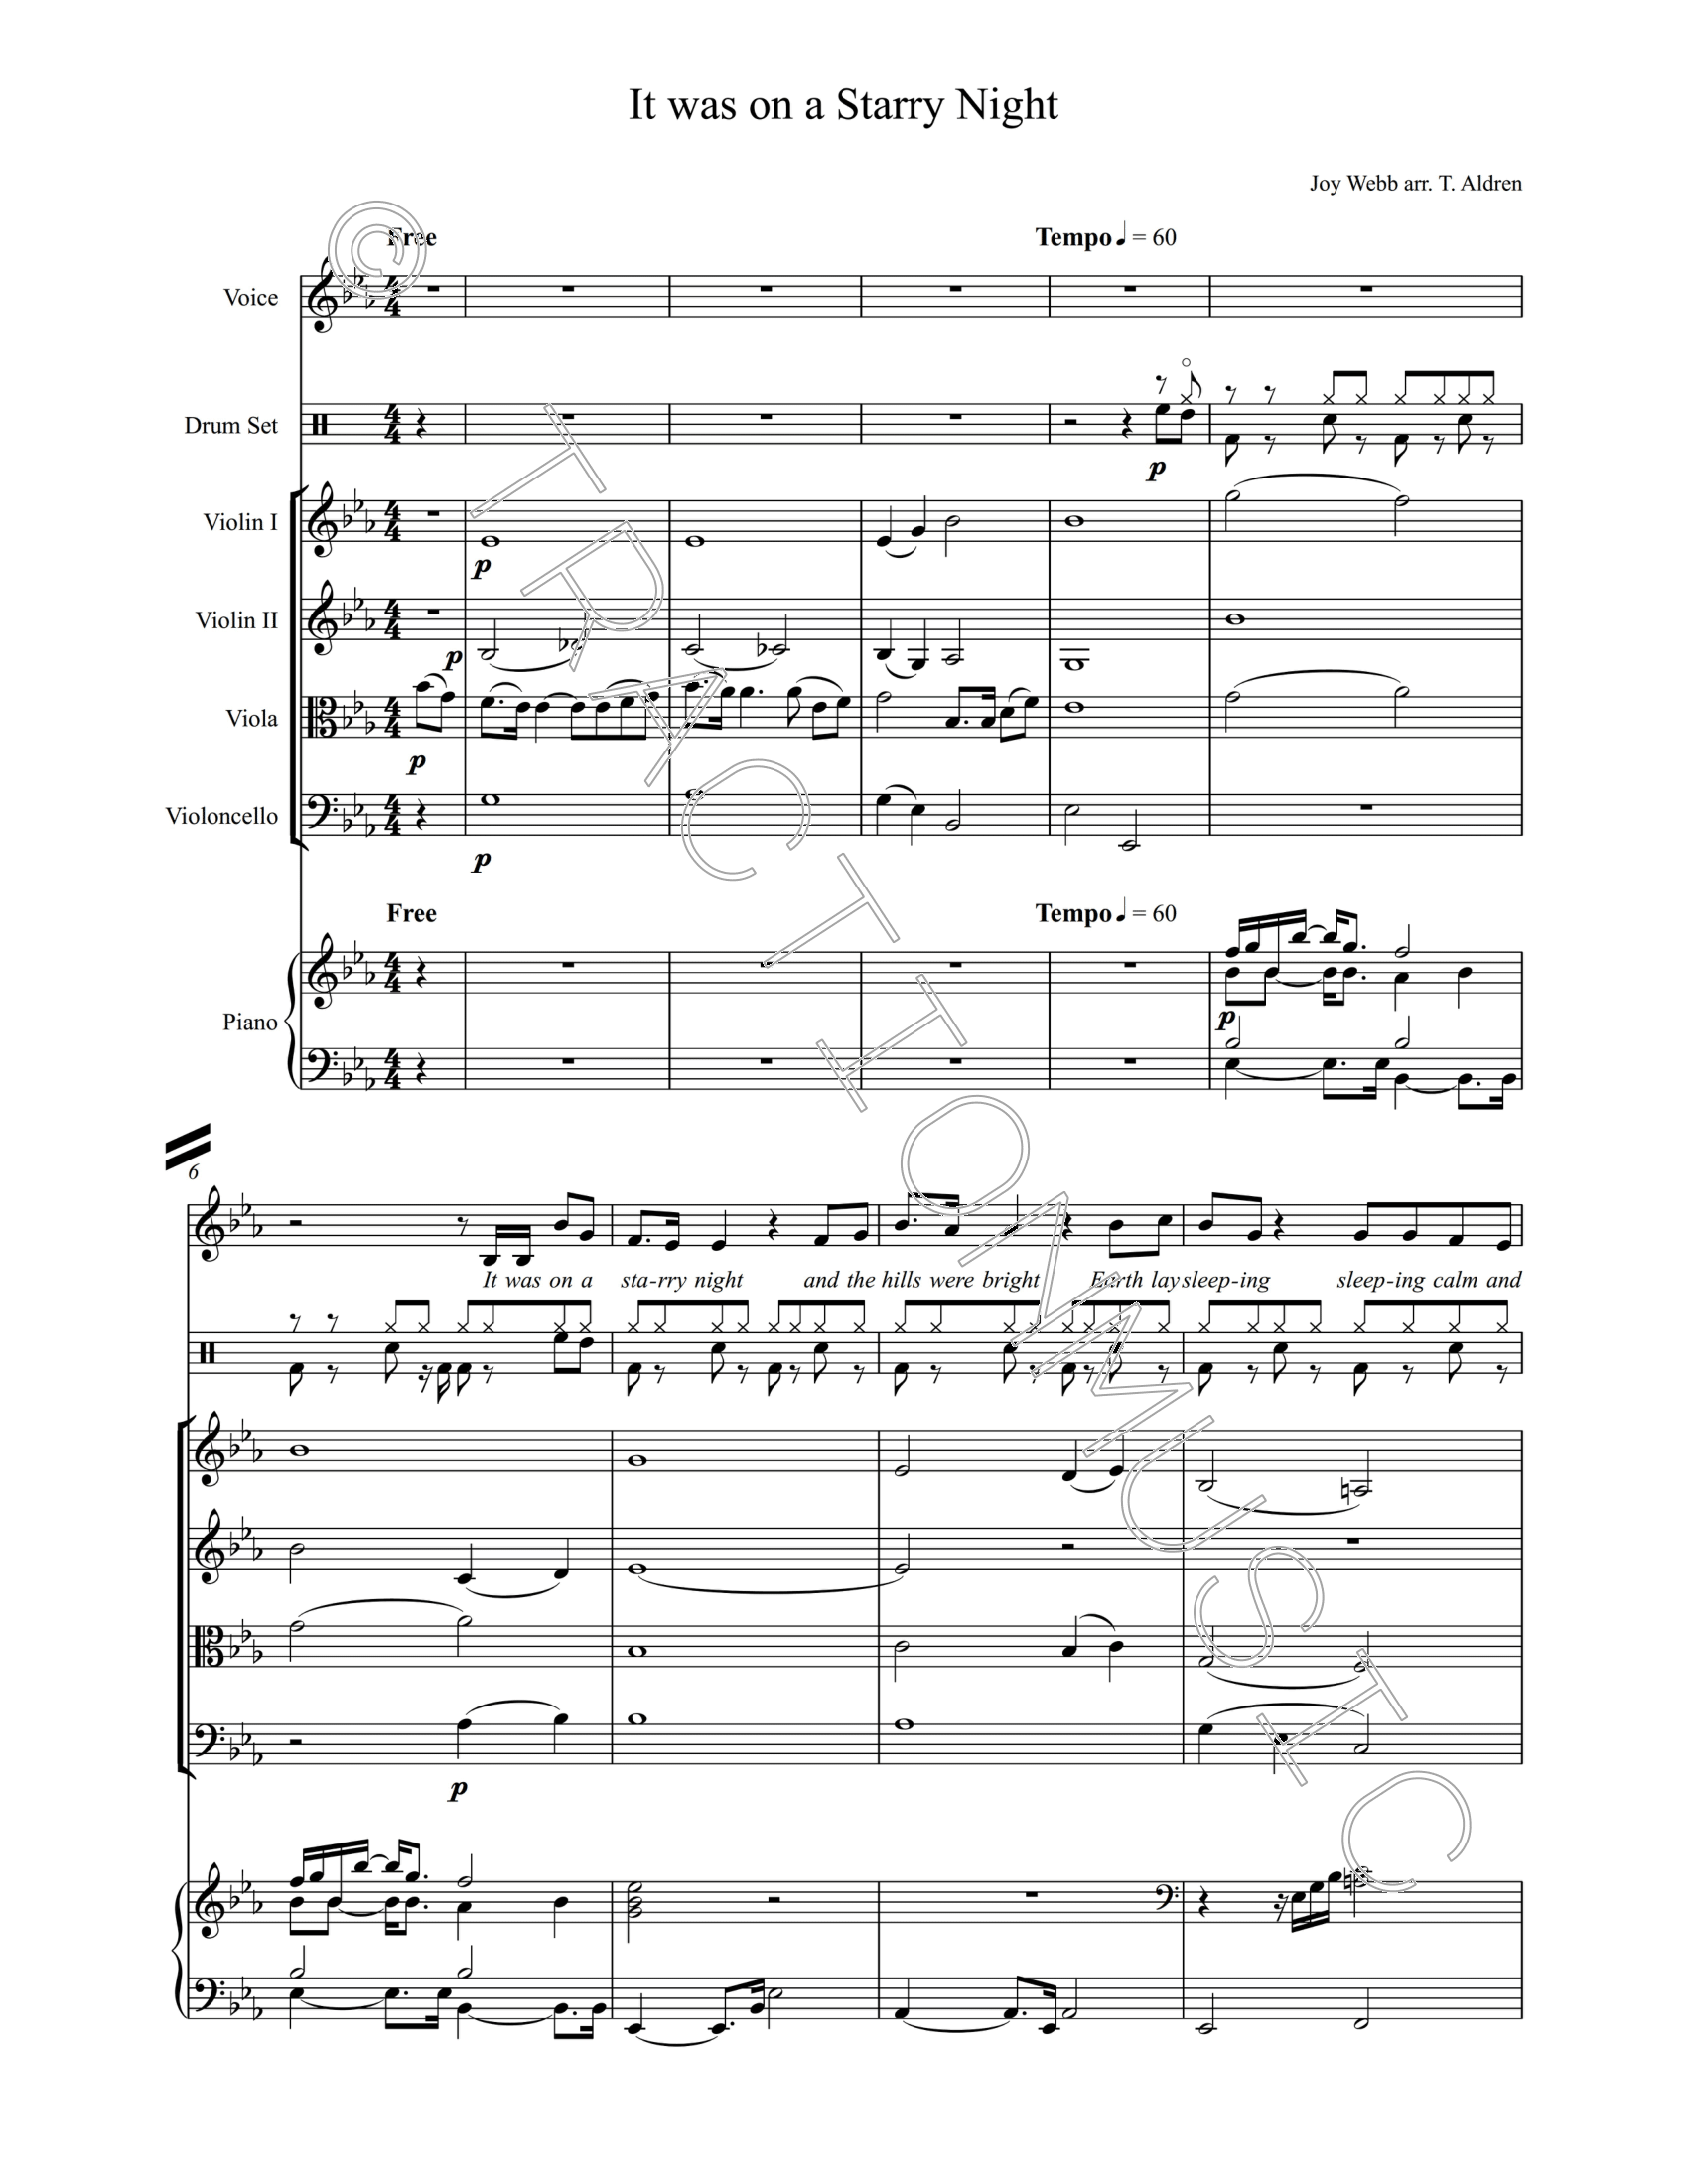 It was on a Starry Night
Joy Webb arr. T. Aldren
Free
Tempo ♩ = 60
Voice
Drum Set
p
Violin I
p
Violin II
p
Viola
p
Violoncello
p
Free
Tempo ♩ = 60
Piano
p
6
It was on a sta-rry night and the hills were bright Earth lay sleep-ing sleep-ing calm and
p
© TPACTTOMUSIC